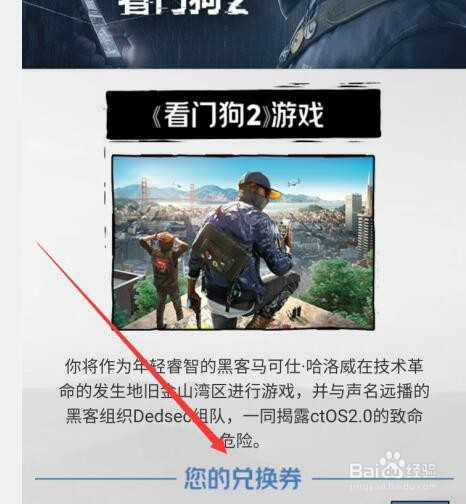 看门狗2
《看门狗2》游戏
你将作为年轻睿智的黑客马可仕·哈洛威在技术革
命的发生地旧金山湾区进行游戏，并与声名远播的
黑客组织Dedsec组队，一同揭露ctOS2.0的致命
危险。
您的兑换券
Baidu经验
jingyan.baidu.com